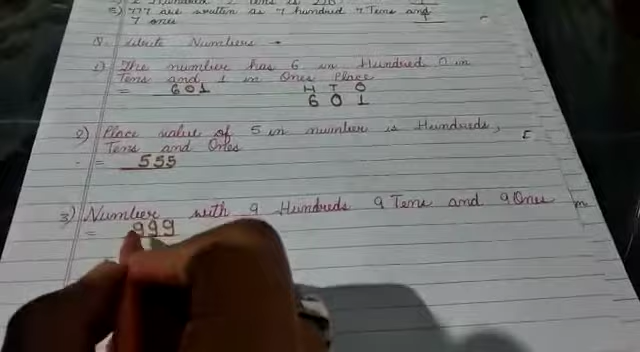 5) 777 are written as 7 hundred 7 Tens and
7 ones
Q. Write Numbers -
1) The number has 6 in Hundred 0 in
Tens and 1 in Ones Place
= 601
H T O
6 0 1
2) Place value of 5 in number is Hundreds,
Tens and Ones
= 555
3) Number with 9 Hundreds 9 Tens and 9 Ones
= 999